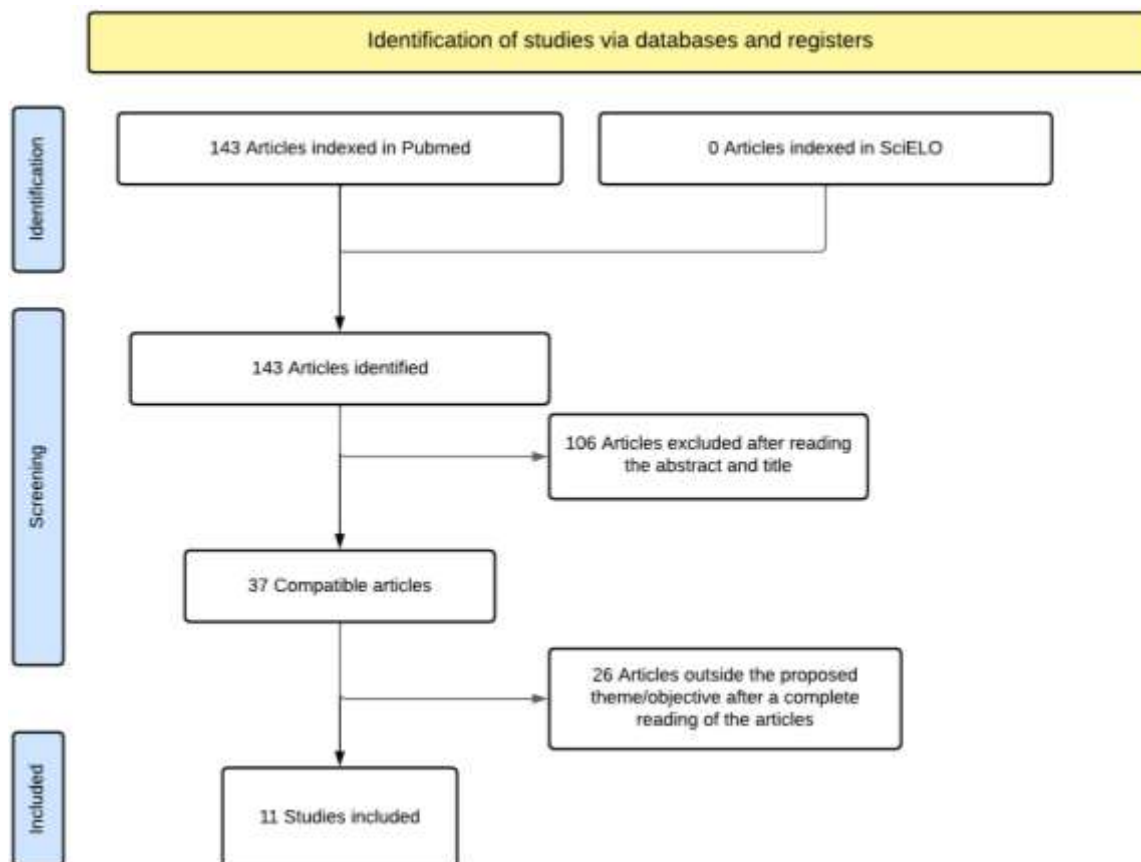 Identification of studies via databases and registers
Identification
143 Articles indexed in Pubmed
0 Articles indexed in SciELO
Screening
143 Articles identified
106 Articles excluded after reading
the abstract and title
37 Compatible articles
26 Articles outside the proposed
theme/objective after a complete
reading of the articles
Included
11 Studies included